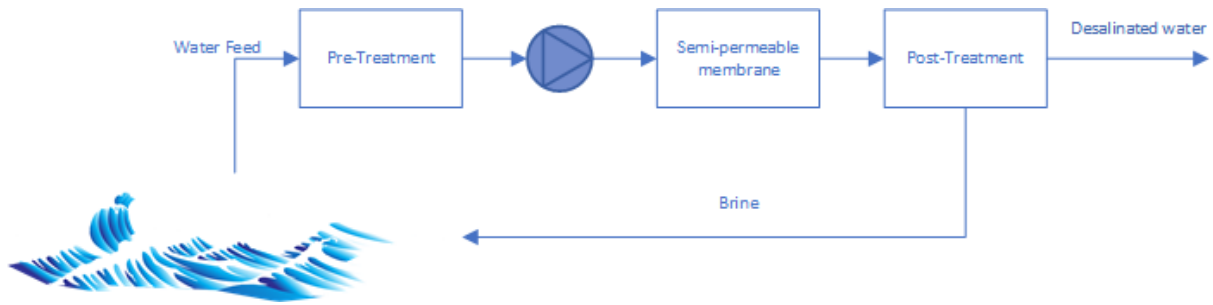 Water Feed
Pre-Treatment
Semi-permeable
membrane
Post-Treatment
Desalinated water
Brine